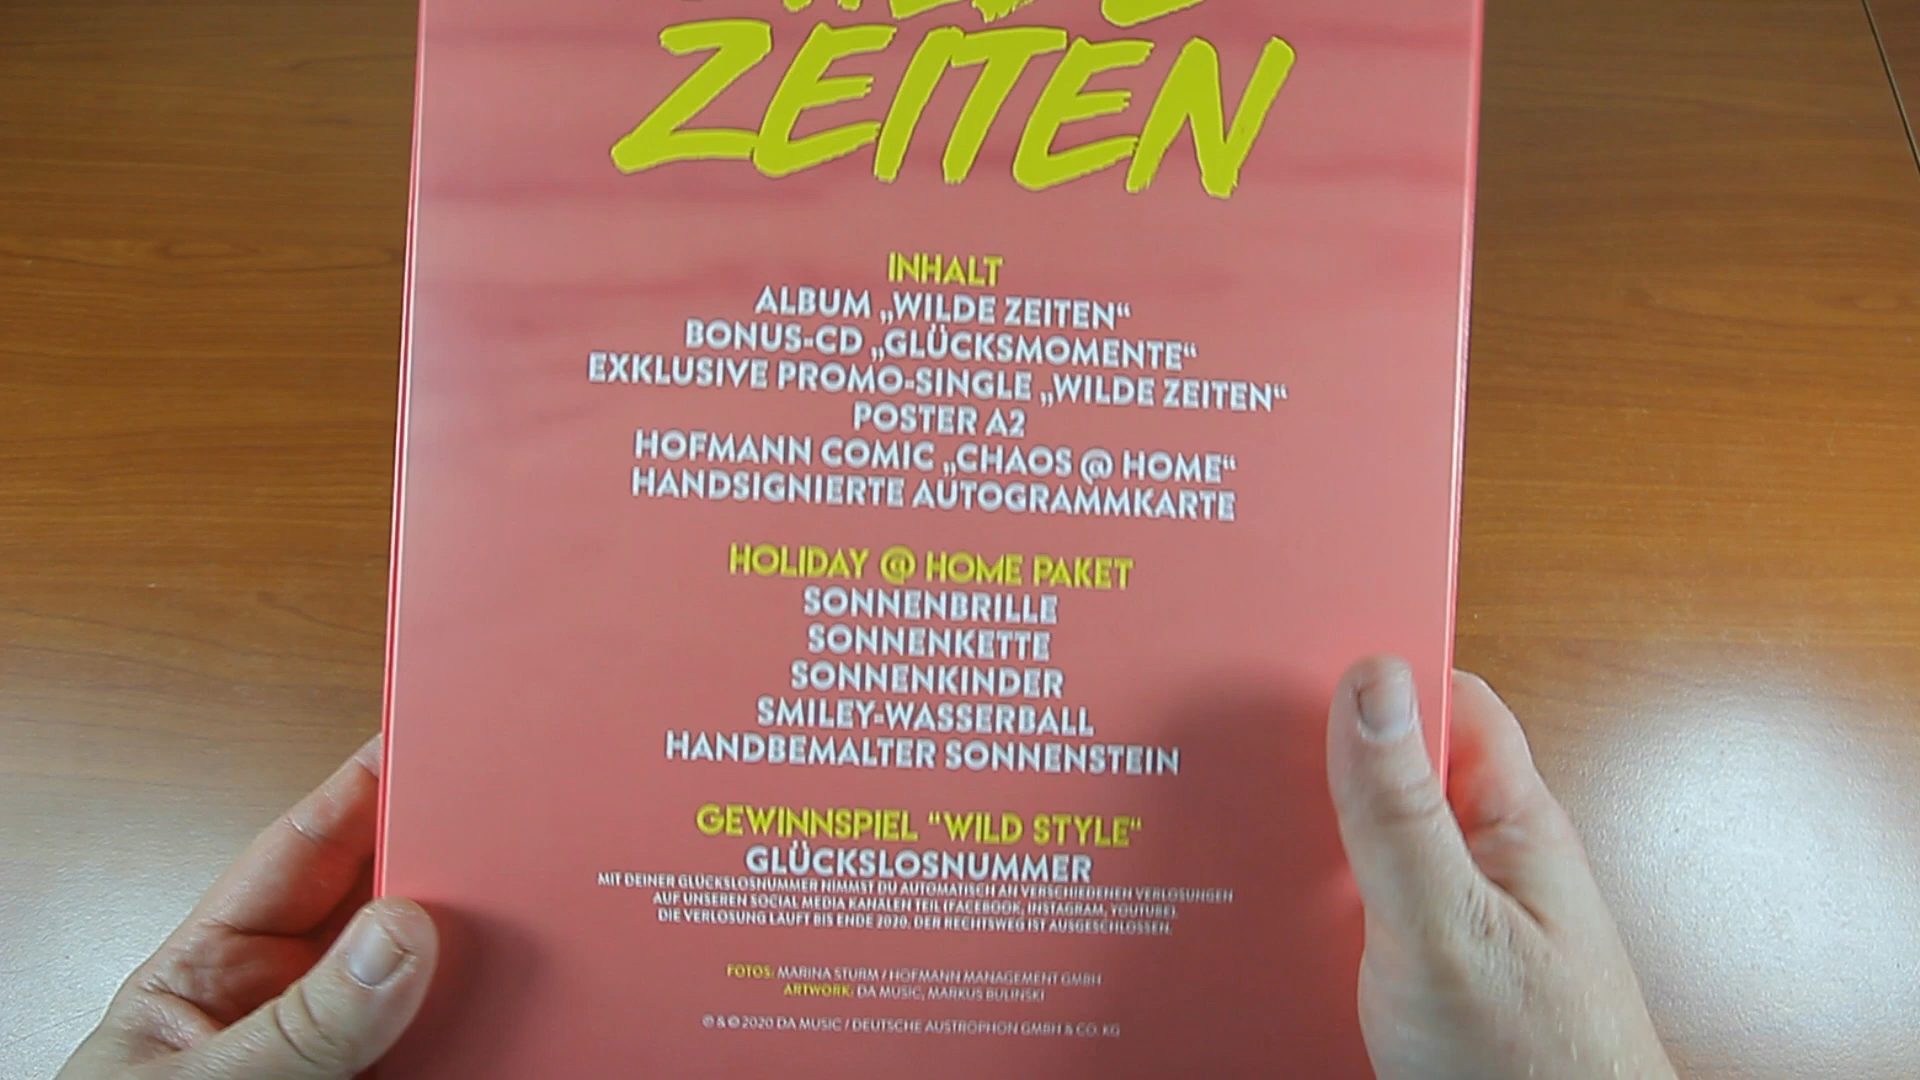 ZEITEN
INHALT
ALBUM „WILDE ZEITEN“
BONUS-CD „GLÜCKSMOMENTE“
EXKLUSIVE PROMO-SINGLE „WILDE ZEITEN“
POSTER A2
HOFMANN COMIC „CHAOS @ HOME“
HANDSIGNIERTE AUTOGRAMMKARTE
HOLIDAY @ HOME PAKET
SONNENBRILLE
SONNENKETTE
SONNENKINDER
SMILEY-WASSERBALL
HANDBEMALTER SONNENSTEIN
GEWINNSPIEL “WILD STYLE“
GLÜCKSLOSNUMMER
MIT DEINER GLÜCKSLOSNUMMER NIMMST DU AUTOMATISCH AN VERSCHIEDENEN VERLOSUNGEN
AUF UNSEREN SOCIAL MEDIA KANÄLEN TEIL (FACEBOOK, INSTAGRAM, YOUTUBE).
DIE VERLOSUNG LÄUFT BIS ENDE 2020. DER RECHTSWEG IST AUSGESCHLOSSEN.
FOTOS: MARINA STURM / HOFMANN MANAGEMENT GMBH
ARTWORK: DA MUSIC, MARKUS BULINSKI
℗ & © 2020 DA MUSIC / DEUTSCHE AUSTROPHON GMBH & CO. KG